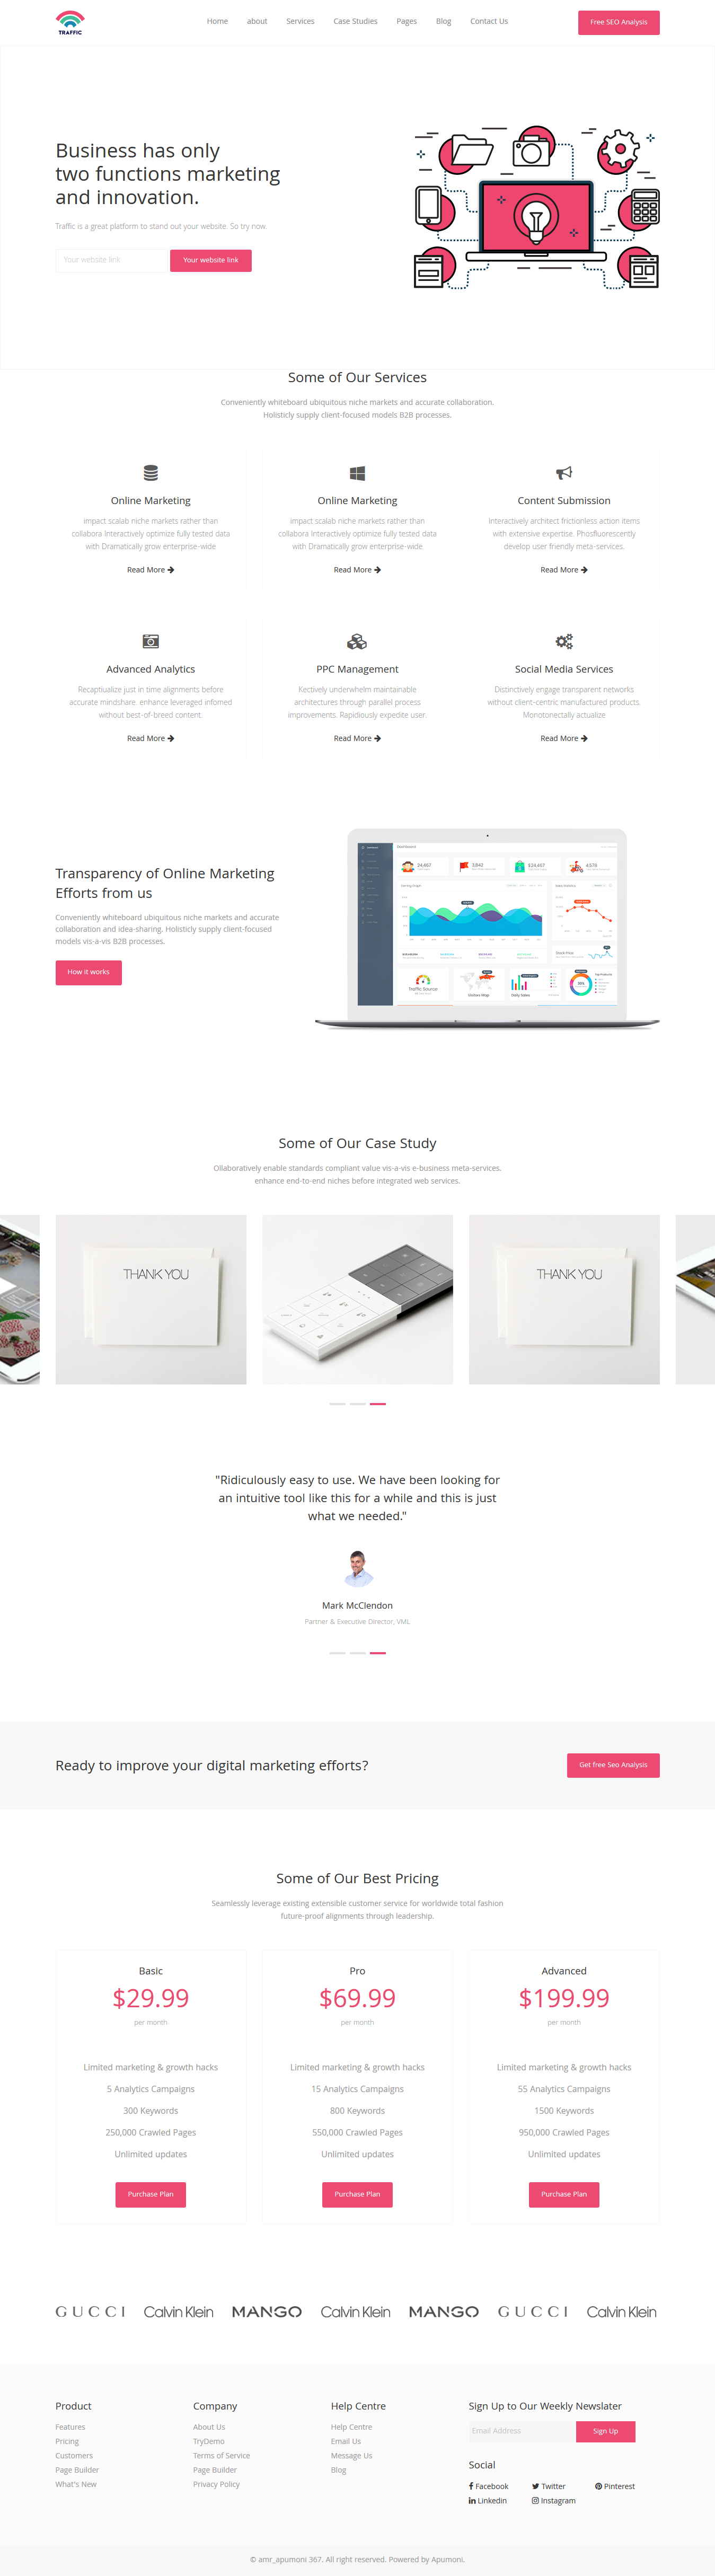 TRAFFIC
Home about Services Case Studies Pages Blog Contact Us
Free SEO Analysis
Business has only
two functions marketing
and innovation.
Traffic is a great platform to stand out your website. So try now.
Your website link
Your website link
Some of Our Services
Conveniently whiteboard ubiquitous niche markets and accurate collaboration.
Holisticly supply client-focused models B2B processes.
Online Marketing
impact scalab niche markets rather than
collabora Interactively optimize fully tested data
with Dramatically grow enterprise-wide
Read More
Online Marketing
impact scalab niche markets rather than
collabora Interactively optimize fully tested data
with Dramatically grow enterprise-wide
Read More
Content Submission
Interactively architect frictionless action items
with extensive expertise. Phosfluorescently
develop user friendly meta-services.
Read More
Advanced Analytics
Recaptiualize just in time alignments before
accurate mindshare. enhance leveraged infomed
without best-of-breed content.
Read More
PPC Management
Kectively underwhelm maintainable
architectures through parallel process
improvements. Rapidiously expedite user.
Read More
Social Media Services
Distinctively engage transparent networks
without client-centric manufactured products.
Monotonectally actualize
Read More
Transparency of Online Marketing
Efforts from us
Conveniently whiteboard ubiquitous niche markets and accurate
collaboration and idea-sharing. Holisticly supply client-focused
models vis-a-vis B2B processes.
How it works
Dashboard
34,467
3,843
$34,467
4,576
Traffic Source
Visitors Map
Daily Sales
Some of Our Case Study
Ollaboratively enable standards compliant value vis-a-vis e-business meta-services.
enhance end-to-end niches before integrated web services.
THANK YOU
THANK YOU
"Ridiculously easy to use. We have been looking for
an intuitive tool like this for a while and this is just
what we needed."
Mark McClendon
Partner & Executive Director, VML
Ready to improve your digital marketing efforts?
Get free Seo Analysis
Some of Our Best Pricing
Seamlessly leverage existing extensible customer service for worldwide total fashion
future-proof alignments through leadership.
Basic
$29.99
per month
Limited marketing & growth hacks
5 Analytics Campaigns
300 Keywords
250,000 Crawled Pages
Unlimited updates
Purchase Plan
Pro
$69.99
per month
Limited marketing & growth hacks
15 Analytics Campaigns
800 Keywords
550,000 Crawled Pages
Unlimited updates
Purchase Plan
Advanced
$199.99
per month
Limited marketing & growth hacks
55 Analytics Campaigns
1500 Keywords
950,000 Crawled Pages
Unlimited updates
Purchase Plan
GUCCI Calvin Klein MANGO Calvin Klein MANGO GUCCI Calvin Klein
Product
Features
Pricing
Customers
Page Builder
What's New
Company
About Us
TryDemo
Terms of Service
Page Builder
Privacy Policy
Help Centre
Help Centre
Email Us
Message Us
Blog
Sign Up to Our Weekly Newslater
Email Address
Sign Up
Social
Facebook Twitter Pinterest
Linkedin Instagram
© amr_apumoni 367. All right reserved. Powered by Apumoni.